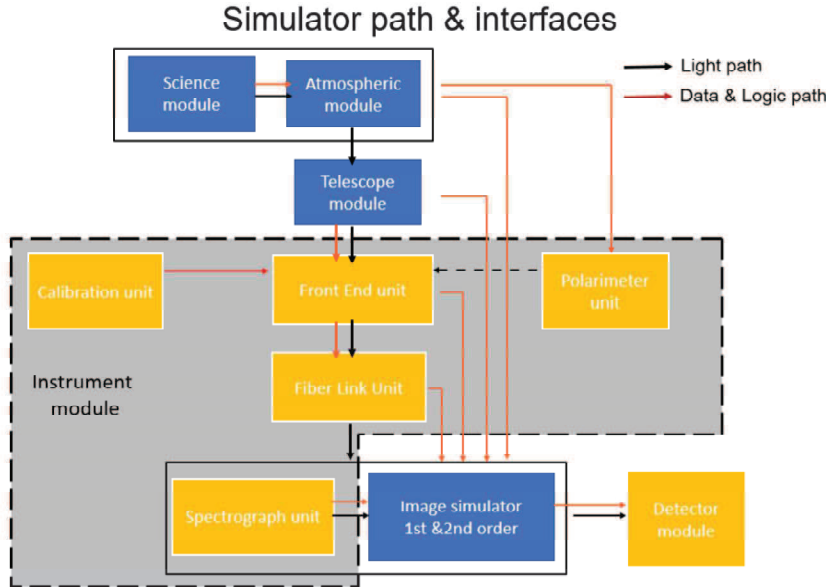 Simulator path & interfaces
Science
module
Atmospheric
module
Light path
Data & Logic path
Telescope
module
Calibration unit
Front End unit
Polarimeter
unit
Instrument
module
Fiber Link Unit
Spectrograph unit
Image simulator
1st &2nd order
Detector
module